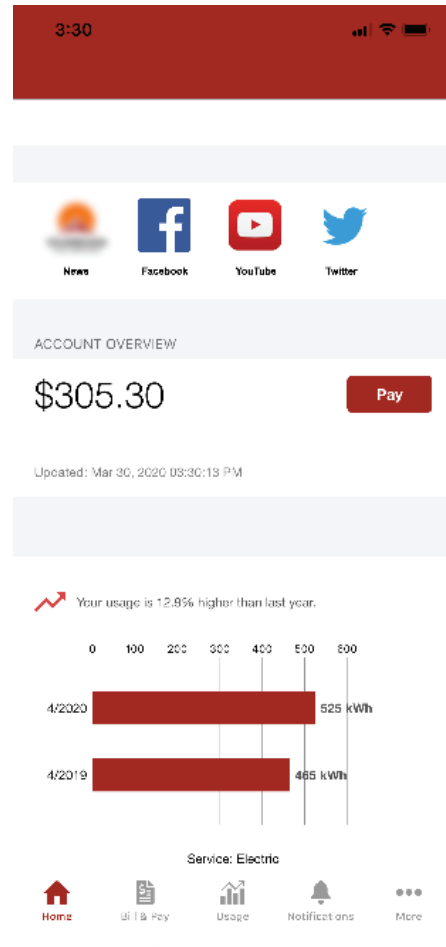 3:30
News Facebook YouTube Twitter
ACCOUNT OVERVIEW
$305.30 Pay
Updated: Mar 30, 2020 03:30:13 PM
Your usage is 12.9% higher than last year.
0 100 200 300 400 500 600
4/2020 525 kWh
4/2019 465 kWh
Service: Electric
Home Bill & Pay Usage Notifications More